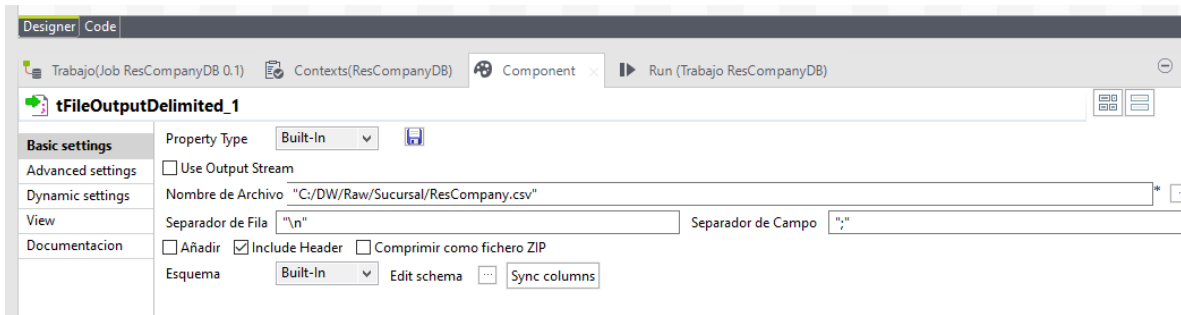 Designer Code
Trabajo(Job ResCompanyDB 0.1) Contexts(ResCompanyDB) Component Run (Trabajo ResCompanyDB)
tFileOutputDelimited_1
Basic settings
Advanced settings
Dynamic settings
View
Documentacion
Property Type Built-In
Use Output Stream
Nombre de Archivo "C:/DW/Raw/Sucursal/ResCompany.csv" *
Separador de Fila "\n" Separador de Campo ";"
Añadir Include Header Comprimir como fichero ZIP
Esquema Built-In Edit schema ... Sync columns